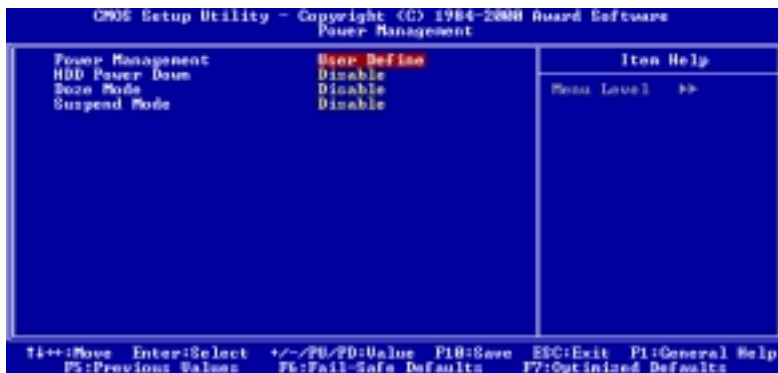 CMOS Setup Utility - Copyright (C) 1984-2000 Award Software
Power Management
Power Management User Define
HDD Power Down Disable
Doze Mode Disable
Suspend Mode Disable
Item Help
Menu Level ▶▶
↑↓→←:Move Enter:Select +/-/PU/PD:Value F10:Save ESC:Exit F1:General Help
F5:Previous Values F6:Fail-Safe Defaults F7:Optimized Defaults